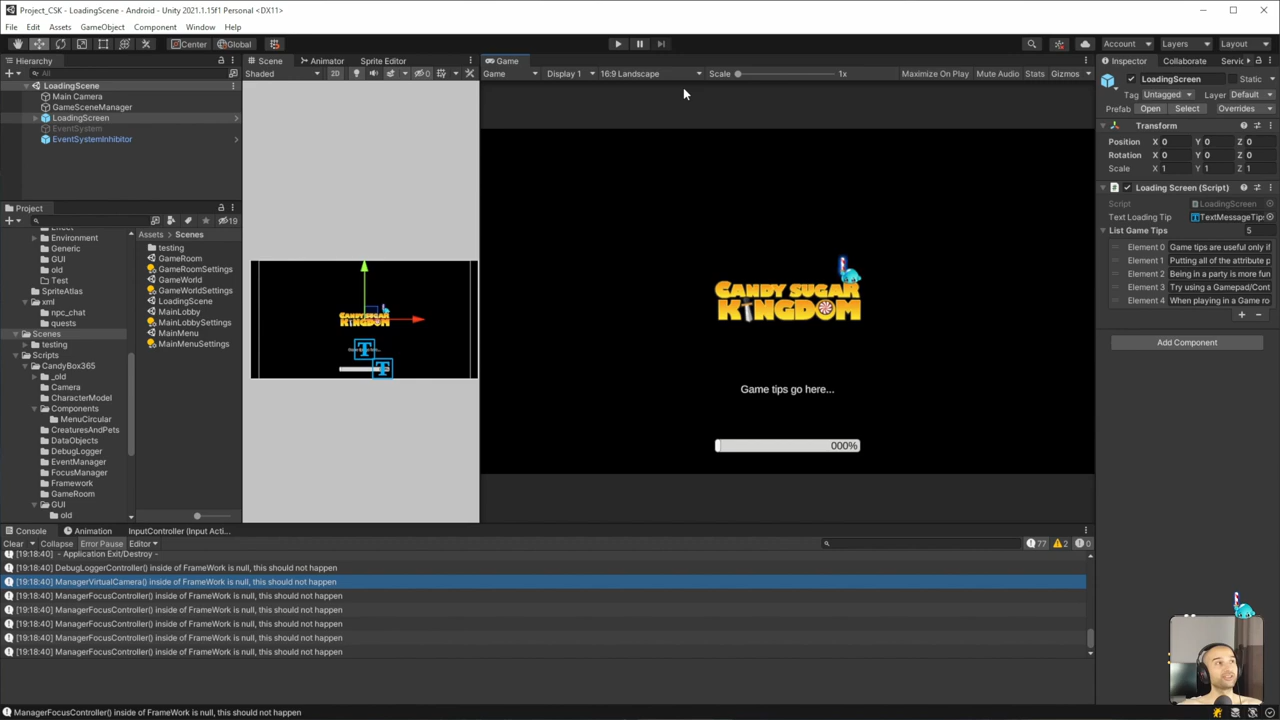 Project_CSK - LoadingScene - Android - Unity 2021.1.15f1 Personal <DX11>
File Edit Assets GameObject Component Window Help
Center Global Account Layers Layout
Hierarchy
All
LoadingScene
Main Camera
GameSceneManager
LoadingScreen
EventSystem
EventSystemInhibitor
Project
19
Effect
Environment
Generic
GUI
old
Test
SpriteAtlas
xml
npc_chat
quests
Scenes
testing
Scripts
CandyBox365
_old
Camera
CharacterModel
Components
MenuCircular
CreaturesAndPets
DataObjects
DebugLogger
EventManager
FocusManager
Framework
GameRoom
GUI
old
Assets Scenes
testing
GameRoom
GameRoomSettings
GameWorld
GameWorldSettings
LoadingScene
MainLobby
MainLobbySettings
MainMenu
MainMenuSettings
Scene Animator Sprite Editor
Shaded 2D 0
CANDY SUGAR
KINGDOM
Game
Game Display 1 16:9 Landscape Scale 1x Maximize On Play Mute Audio Stats Gizmos
CANDY SUGAR
KINGDOM
Game tips go here...
000%
Inspector Collaborate Servic
LoadingScreen Static
Tag Untagged Layer Default
Prefab Open Select Overrides
Transform
Position X 0 Y 0 Z 0
Rotation X 0 Y 0 Z 0
Scale X 1 Y 1 Z 1
Loading Screen (Script)
Script LoadingScreen
Text Loading Tip TextMessageTip
List Game Tips 5
Element 0 Game tips are useful only if
Element 1 Putting all of the attribute p
Element 2 Being in a party is more fun
Element 3 Try using a Gamepad/Cont
Element 4 When playing in a Game ro
Add Component
Console Animation InputController (Input Acti...
Clear Collapse Error Pause Editor 77 2 0
[19:18:40] - Application Exit/Destroy -
[19:18:40] DebugLoggerController() inside of FrameWork is null, this should not happen
[19:18:40] ManagerVirtualCamera() inside of FrameWork is null, this should not happen
[19:18:40] ManagerFocusController() inside of FrameWork is null, this should not happen
[19:18:40] ManagerFocusController() inside of FrameWork is null, this should not happen
[19:18:40] ManagerFocusController() inside of FrameWork is null, this should not happen
[19:18:40] ManagerFocusController() inside of FrameWork is null, this should not happen
[19:18:40] ManagerFocusController() inside of FrameWork is null, this should not happen
ManagerFocusController() inside of FrameWork is null, this should not happen